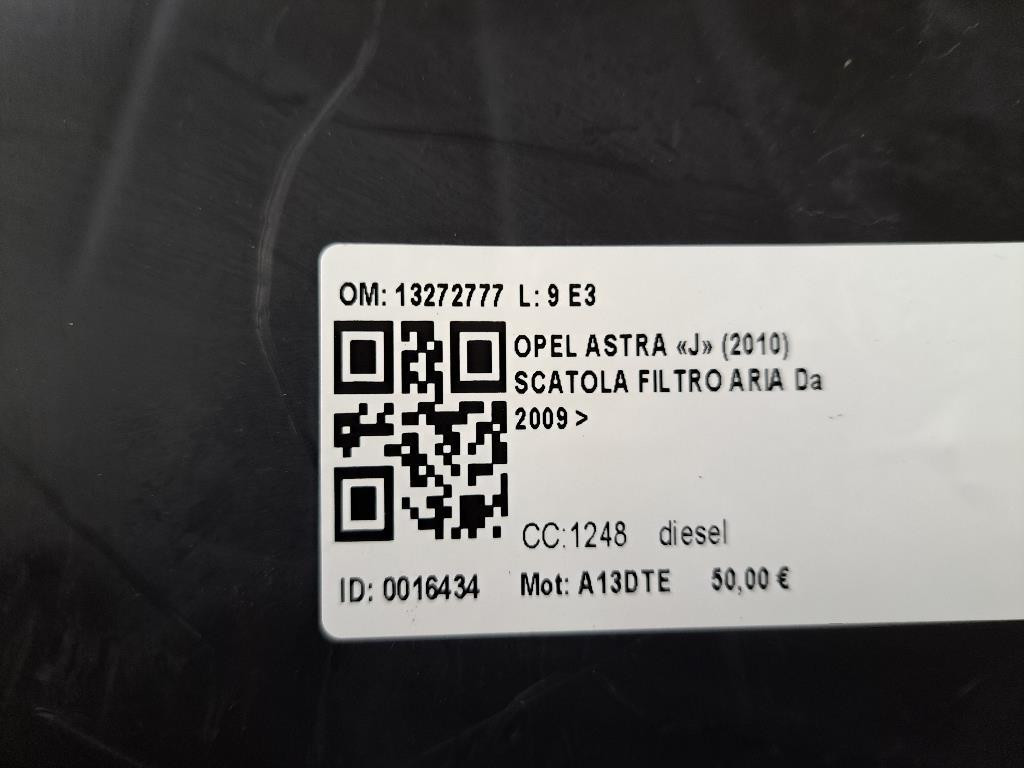 OM: 13272777 L: 9 E3
OPEL ASTRA «J» (2010)
SCATOLA FILTRO ARIA Da
2009 >
CC:1248 diesel
ID: 0016434 Mot: A13DTE 50,00 €